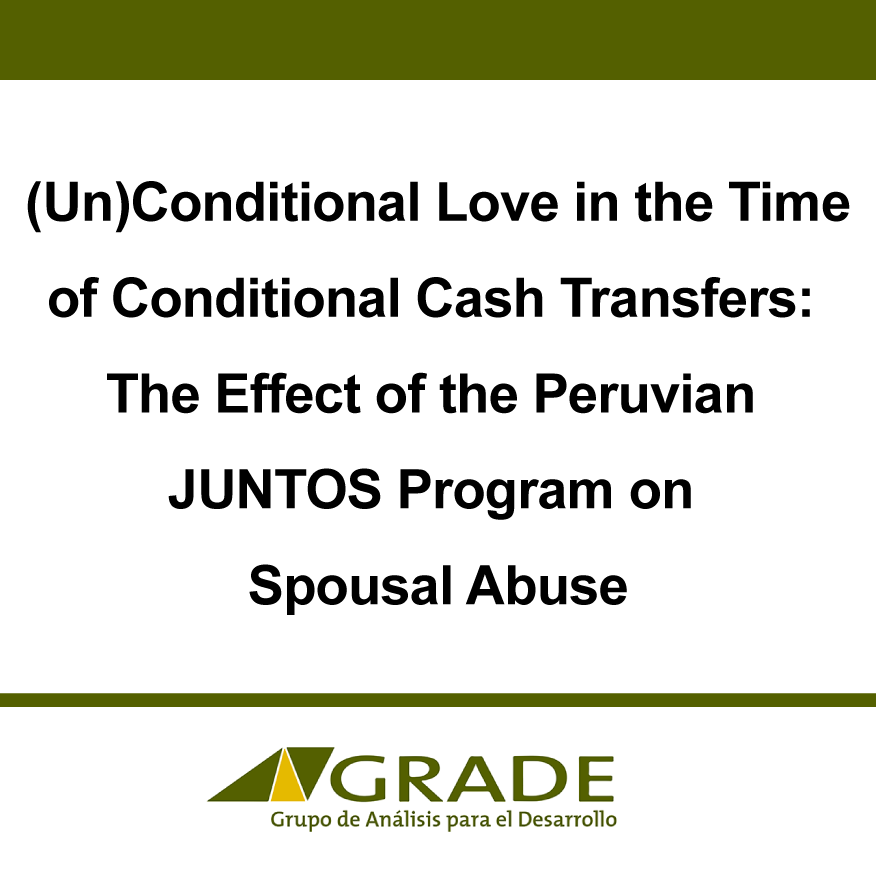 (Un)Conditional Love in the Time
of Conditional Cash Transfers:
The Effect of the Peruvian
JUNTOS Program on
Spousal Abuse
GRADE
Grupo de Análisis para el Desarrollo